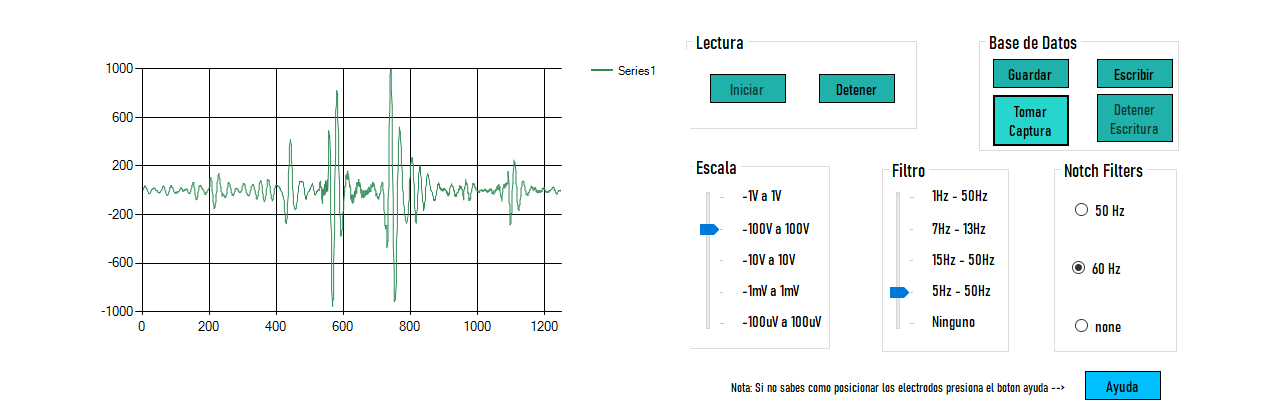 1000
600
200
-200
-600
-1000
0
200
400
600
800
1000
1200
Series1
Lectura
Iniciar
Detener
Base de Datos
Guardar
Escribir
Tomar
Captura
Detener
Escritura
Escala
-1V a 1V
-100V a 100V
-10V a 10V
-1mV a 1mV
-100uV a 100uV
Filtro
1Hz - 50Hz
7Hz - 13Hz
15Hz - 50Hz
5Hz - 50Hz
Ninguno
Notch Filters
50 Hz
60 Hz
none
Nota: Si no sabes como posicionar los electrodos presiona el boton ayuda -->
Ayuda